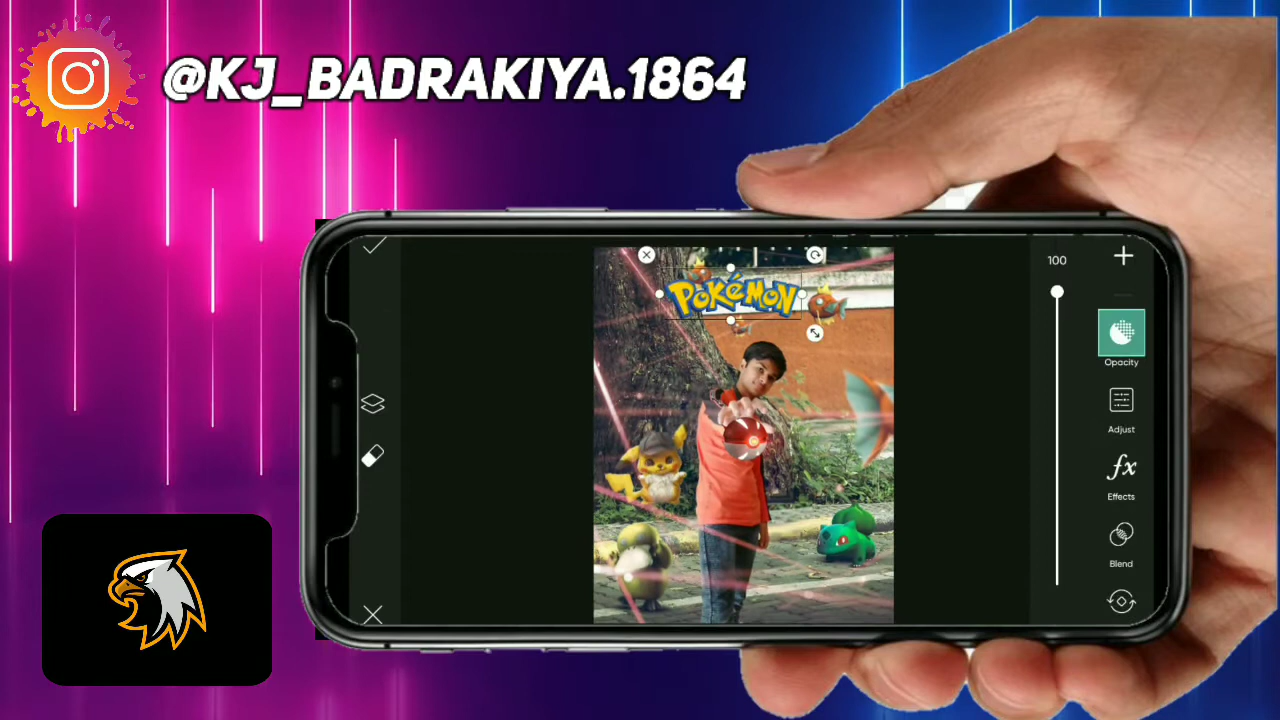 @KJ_BADRAKIYA.1864
100
POKéMON
Opacity
Adjust
fx
Effects
Blend